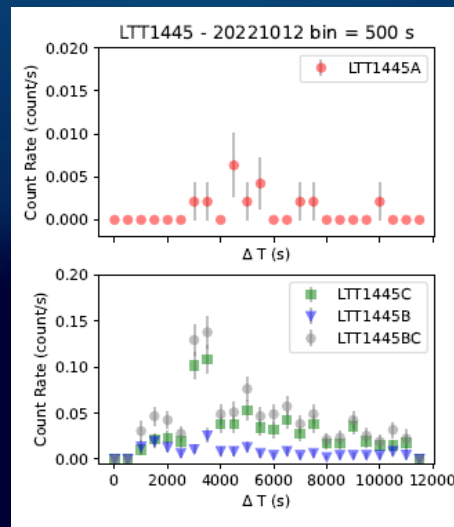 LTT1445 - 20221012 bin = 500 s
0.020
0.015
0.010
0.005
0.000
Count Rate (count/s)
LTT1445A
Δ T (s)
0.20
0.15
0.10
0.05
0.00
Count Rate (count/s)
LTT1445C
LTT1445B
LTT1445BC
0 2000 4000 6000 8000 10000 12000
Δ T (s)